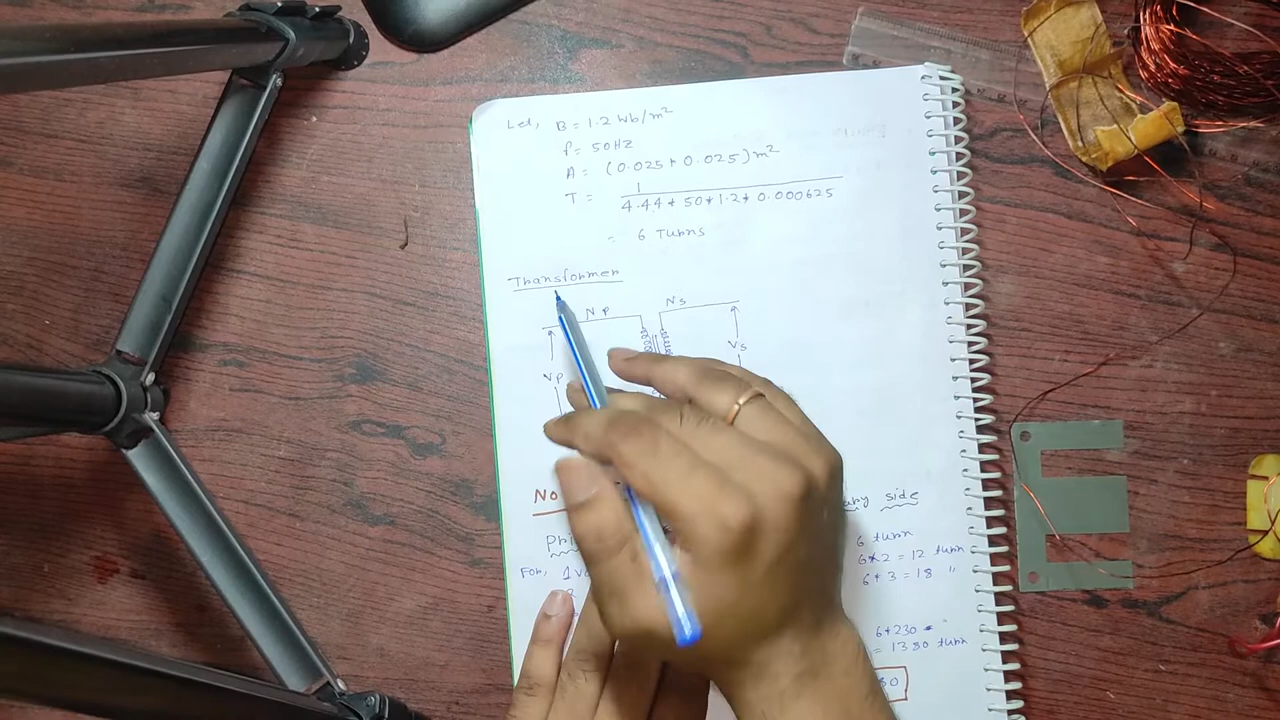 Let, B = 1.2 Wb/m²
f = 50HZ
A = (0.025 * 0.025) m²
T = 1
4.44 * 50 * 1.2 * 0.000625
= 6 Turns
Transformer
NP NS
VP VS
side
6 turn
For, 1 6*2 = 12 turn
6*3 = 18 "
6*230
= 1380 turn